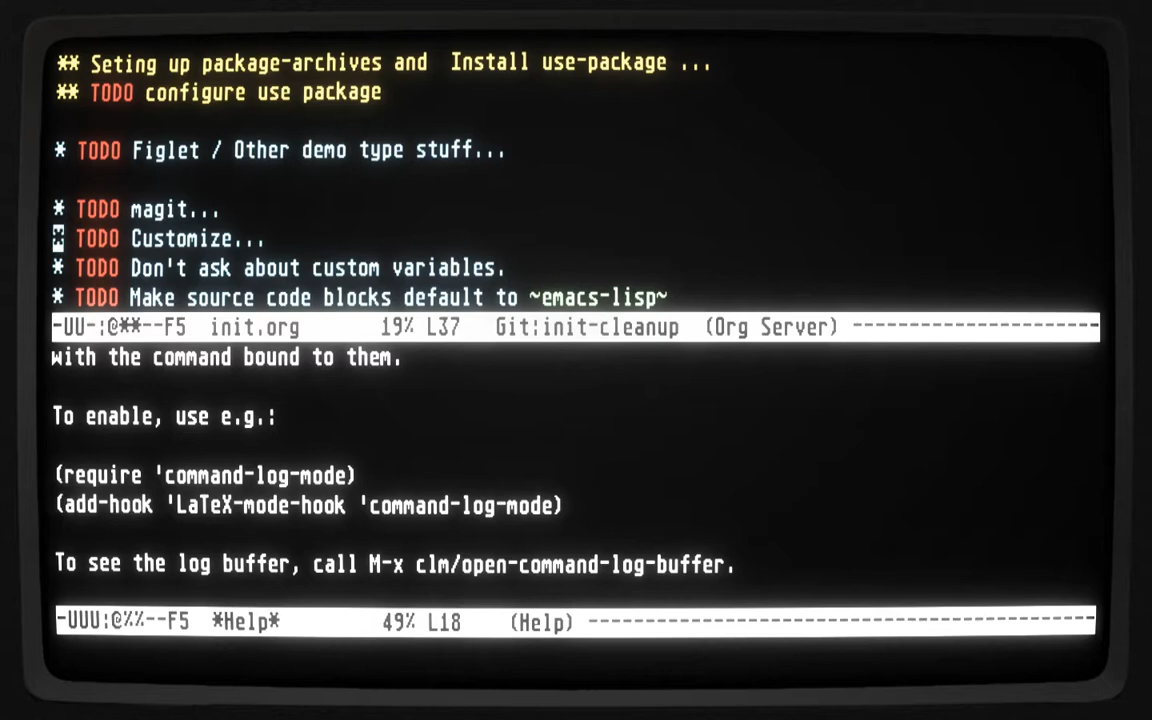 ** Seting up package-archives and  Install use-package ...
** TODO configure use package
* TODO Figlet / Other demo type stuff...
* TODO magit...
* TODO Customize...
* TODO Don't ask about custom variables.
* TODO Make source code blocks default to ~emacs-lisp~
-UU-:@**--F5  init.org       19% L37    Git:init-cleanup  (Org Server) ----------------------
with the command bound to them.
To enable, use e.g.:
(require 'command-log-mode)
(add-hook 'LaTeX-mode-hook 'command-log-mode)
To see the log buffer, call M-x clm/open-command-log-buffer.
-UUU:@%%--F5  *Help*         49% L18    (Help) ---------------------------------------------